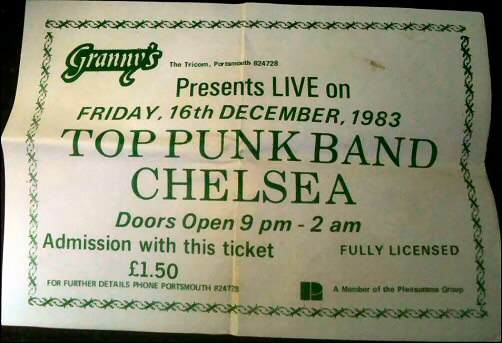 Granny's
The Tricorn, Portsmouth 824728
Presents LIVE on
FRIDAY, 16th DECEMBER, 1983
TOP PUNK BAND
CHELSEA
Doors Open 9 pm - 2 am
Admission with this ticket
FULLY LICENSED
£1.50
FOR FURTHER DETAILS PHONE PORTSMOUTH 824728
A Member of the Pleasurama Group